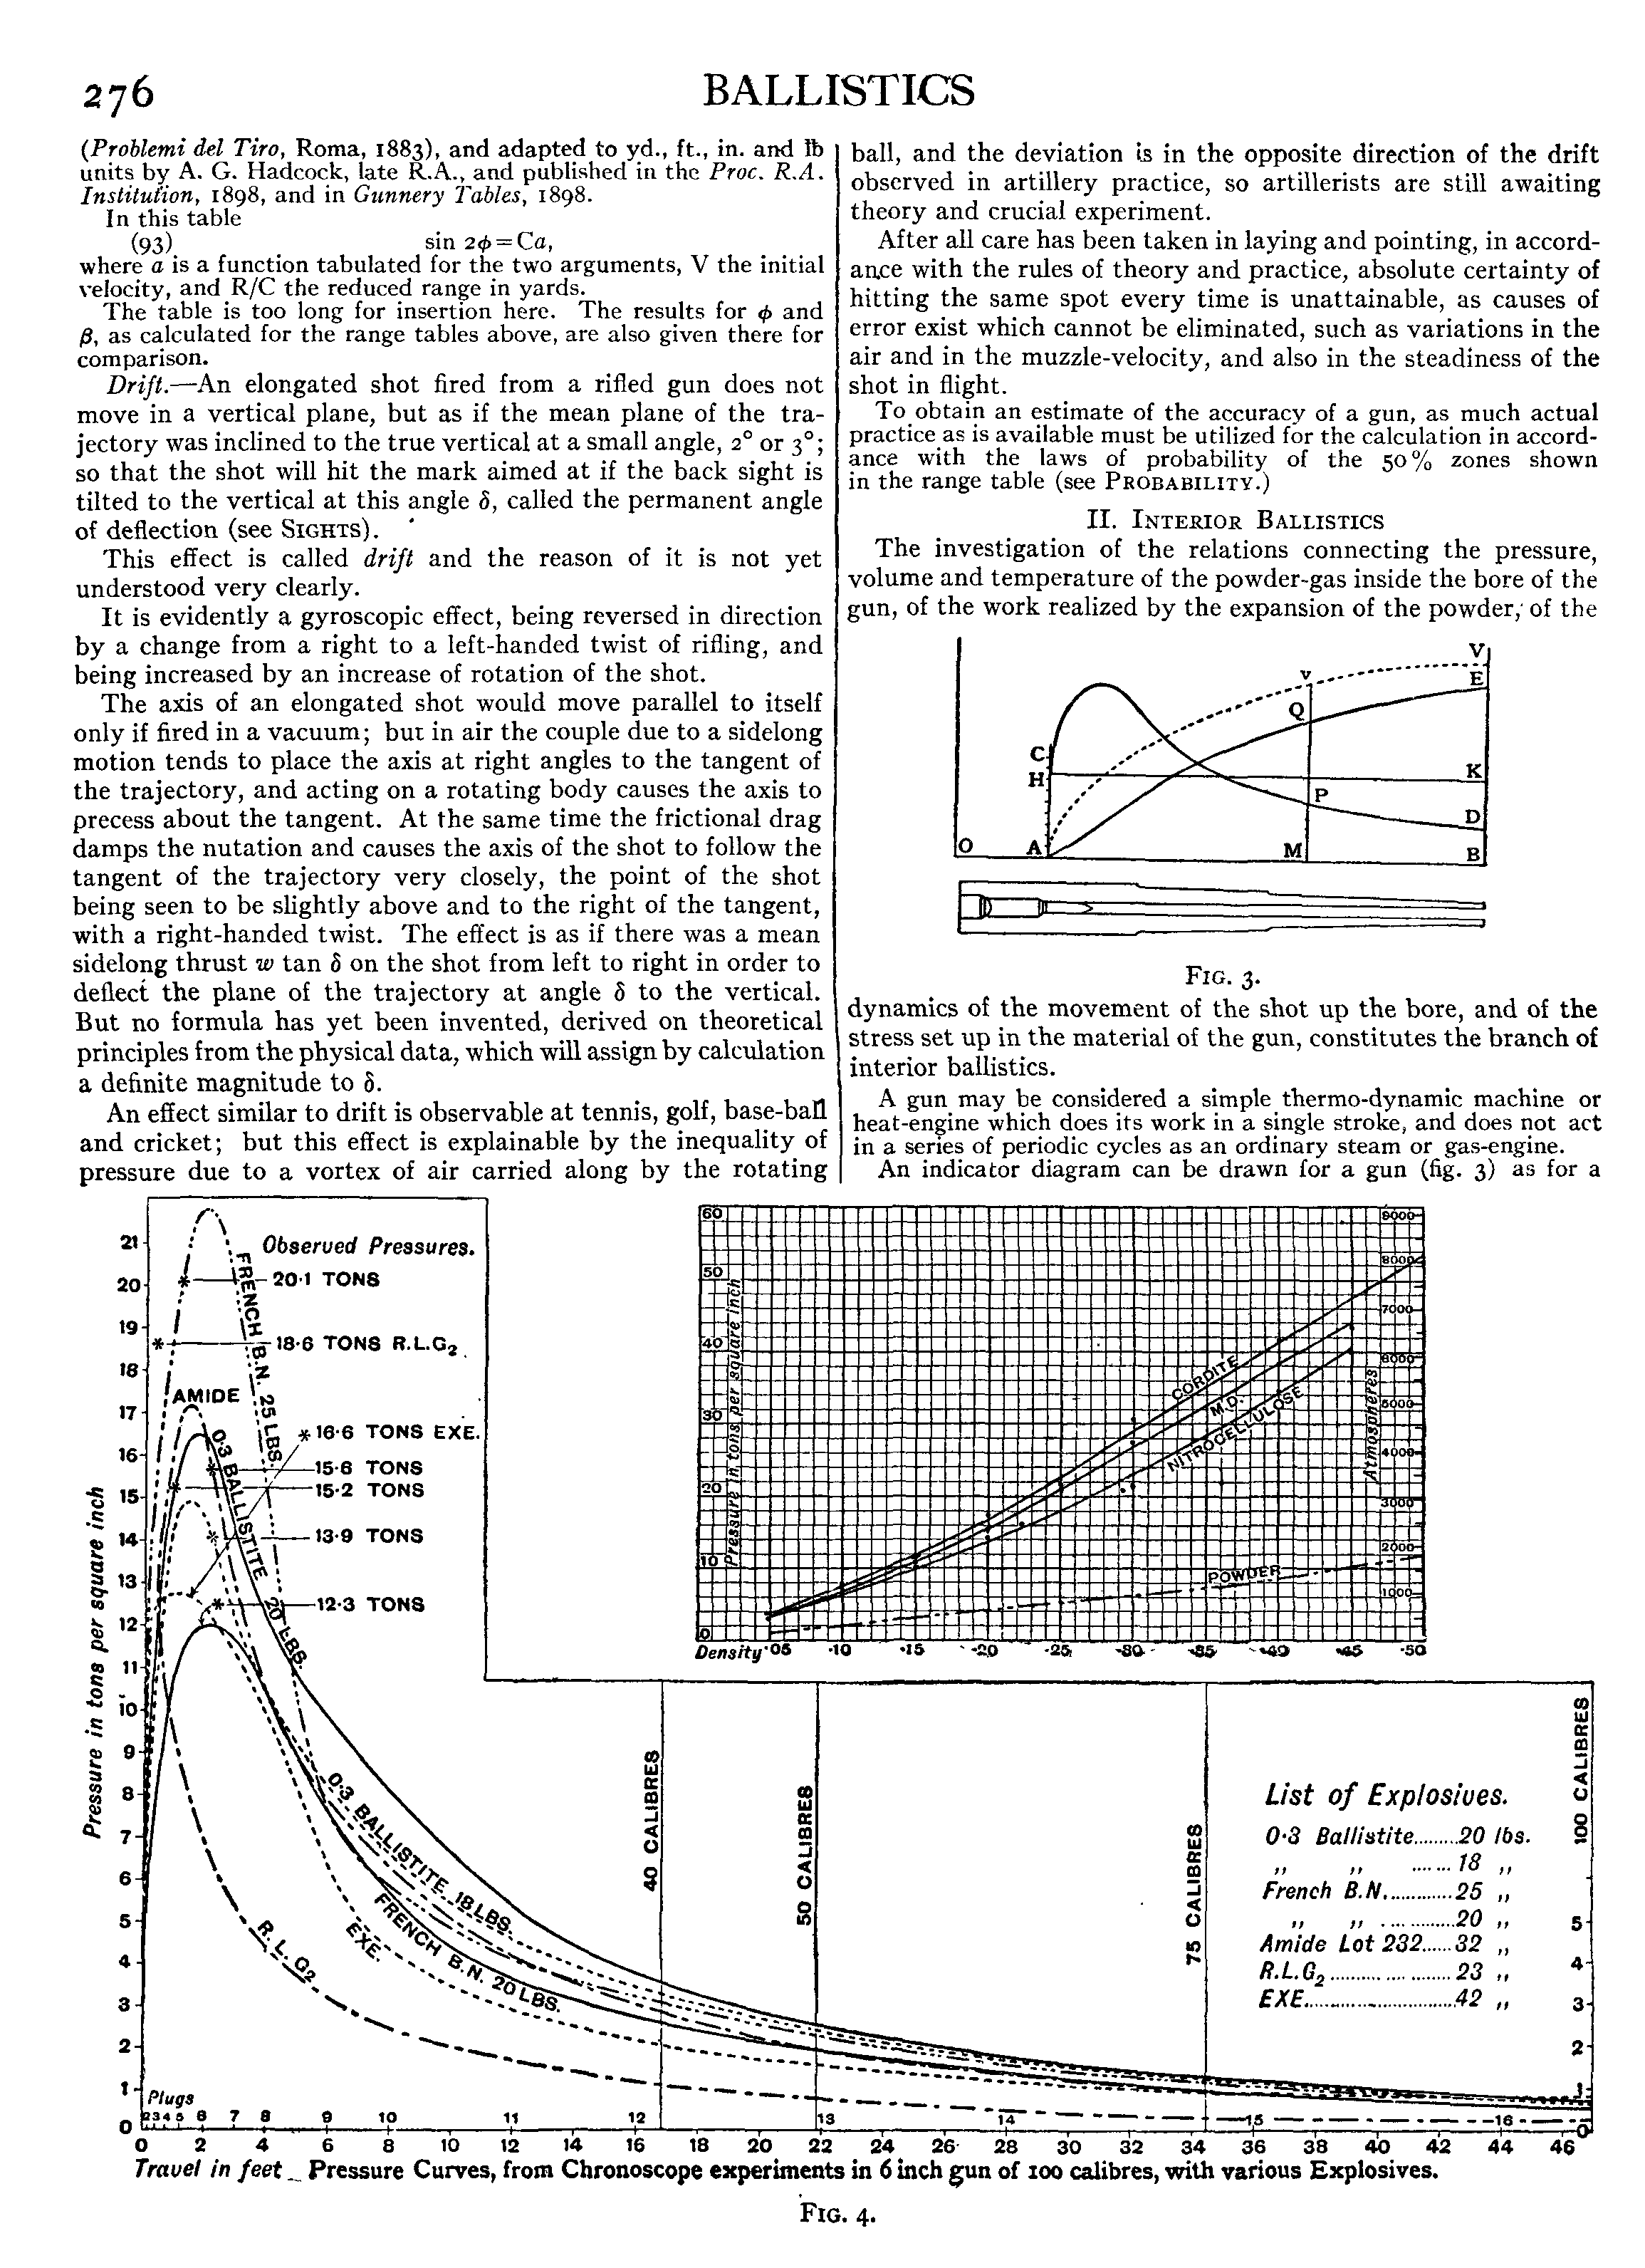 276
BALLISTICS
(Problemi del Tiro, Roma, 1883), and adapted to yd., ft., in. and lb
units by A. G. Hadcock, late R.A., and published in the Proc. R.A.
Institution, 1898, and in Gunnery Tables, 1898.
In this table
(93) sin 2ϕ=Ca,
where a is a function tabulated for the two arguments, V the initial
velocity, and R/C the reduced range in yards.
The table is too long for insertion here. The results for ϕ and
β, as calculated for the range tables above, are also given there for
comparison.
Drift.—An elongated shot fired from a rifled gun does not
move in a vertical plane, but as if the mean plane of the tra-
jectory was inclined to the true vertical at a small angle, 2° or 3°;
so that the shot will hit the mark aimed at if the back sight is
tilted to the vertical at this angle δ, called the permanent angle
of deflection (see SIGHTS).
This effect is called drift and the reason of it is not yet
understood very clearly.
It is evidently a gyroscopic effect, being reversed in direction
by a change from a right to a left-handed twist of rifling, and
being increased by an increase of rotation of the shot.
The axis of an elongated shot would move parallel to itself
only if fired in a vacuum; but in air the couple due to a sidelong
motion tends to place the axis at right angles to the tangent of
the trajectory, and acting on a rotating body causes the axis to
precess about the tangent. At the same time the frictional drag
damps the nutation and causes the axis of the shot to follow the
tangent of the trajectory very closely, the point of the shot
being seen to be slightly above and to the right of the tangent,
with a right-handed twist. The effect is as if there was a mean
sidelong thrust w tan δ on the shot from left to right in order to
deflect the plane of the trajectory at angle δ to the vertical.
But no formula has yet been invented, derived on theoretical
principles from the physical data, which will assign by calculation
a definite magnitude to δ.
An effect similar to drift is observable at tennis, golf, base-ball
and cricket; but this effect is explainable by the inequality of
pressure due to a vortex of air carried along by the rotating
ball, and the deviation is in the opposite direction of the drift
observed in artillery practice, so artillerists are still awaiting
theory and crucial experiment.
After all care has been taken in laying and pointing, in accord-
ance with the rules of theory and practice, absolute certainty of
hitting the same spot every time is unattainable, as causes of
error exist which cannot be eliminated, such as variations in the
air and in the muzzle-velocity, and also in the steadiness of the
shot in flight.
To obtain an estimate of the accuracy of a gun, as much actual
practice as is available must be utilized for the calculation in accord-
ance with the laws of probability of the 50% zones shown
in the range table (see PROBABILITY.)
II. INTERIOR BALLISTICS
The investigation of the relations connecting the pressure,
volume and temperature of the powder-gas inside the bore of the
gun, of the work realized by the expansion of the powder, of the
V
v
E
Q
C
H
K
P
D
O
A
M
B
FIG. 3.
dynamics of the movement of the shot up the bore, and of the
stress set up in the material of the gun, constitutes the branch of
interior ballistics.
A gun may be considered a simple thermo-dynamic machine or
heat-engine which does its work in a single stroke, and does not act
in a series of periodic cycles as an ordinary steam or gas-engine.
An indicator diagram can be drawn for a gun (fig. 3) as for a
Observed Pressures.
20·1 TONS
18·6 TONS R.L.G2
16·6 TONS EXE.
15·6 TONS
15·2 TONS
13·9 TONS
12·3 TONS
AMIDE
FRENCH B.N. 25 LBS.
0·3 BALLISTITE 20 LBS.
0·3 BALLISTITE 18 LBS.
FRENCH B.N. 20 LBS.
EXE.
R. L. G2
Pressure in tons per square inch
21
20
19
18
17
16
15
14
13
12
11
10
9
8
7
6
5
4
3
2
1
0
60
50
40
30
20
10
0
Pressure in tons per square inch
CORDITE
M.D.
NITROCELLULOSE
POWDER
Atmospheres
9000
8000
7000
6000
5000
4000
3000
2000
1000
Density ·05 ·10 ·15 ·20 ·25 ·30 ·35 ·40 ·45 ·50
40 CALIBRES
50 CALIBRES
75 CALIBRES
100 CALIBRES
List of Explosives.
0·3 Ballistite.........20 lbs.
,, ,, .......18 ,,
French B.N.............25 ,,
,, ,, .............20 ,,
Amide Lot 232......32 ,,
R.L.G2....................23 ,,
EXE............................42 ,,
5
4
3
2
1
0
Plugs
2 3 4 5 6 7 8 9 10 11 12 13 14 15 16
0 2 4 6 8 10 12 14 16 18 20 22 24 26 28 30 32 34 36 38 40 42 44 46
Travel in feet _ Pressure Curves, from Chronoscope experiments in 6 inch gun of 100 calibres, with various Explosives.
FIG. 4.